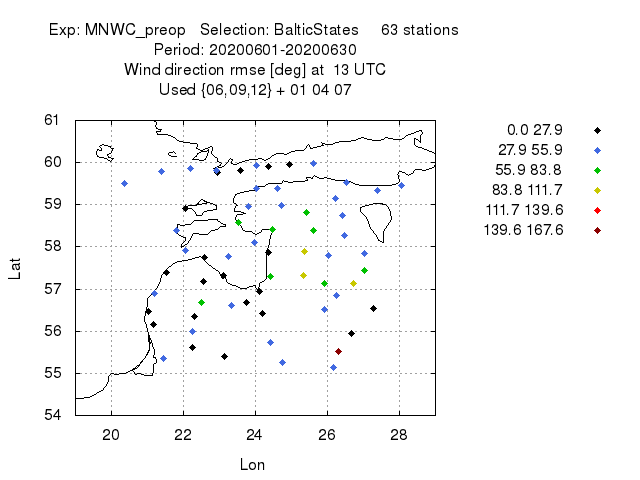 Exp: MNWC_preop Selection: BalticStates 63 stations
Period: 20200601-20200630
Wind direction rmse [deg] at 13 UTC
Used {06,09,12} + 01 04 07
61
60
59
58
57
56
55
54
Lat
20 22 24 26 28
Lon
0.0 27.9
27.9 55.9
55.9 83.8
83.8 111.7
111.7 139.6
139.6 167.6